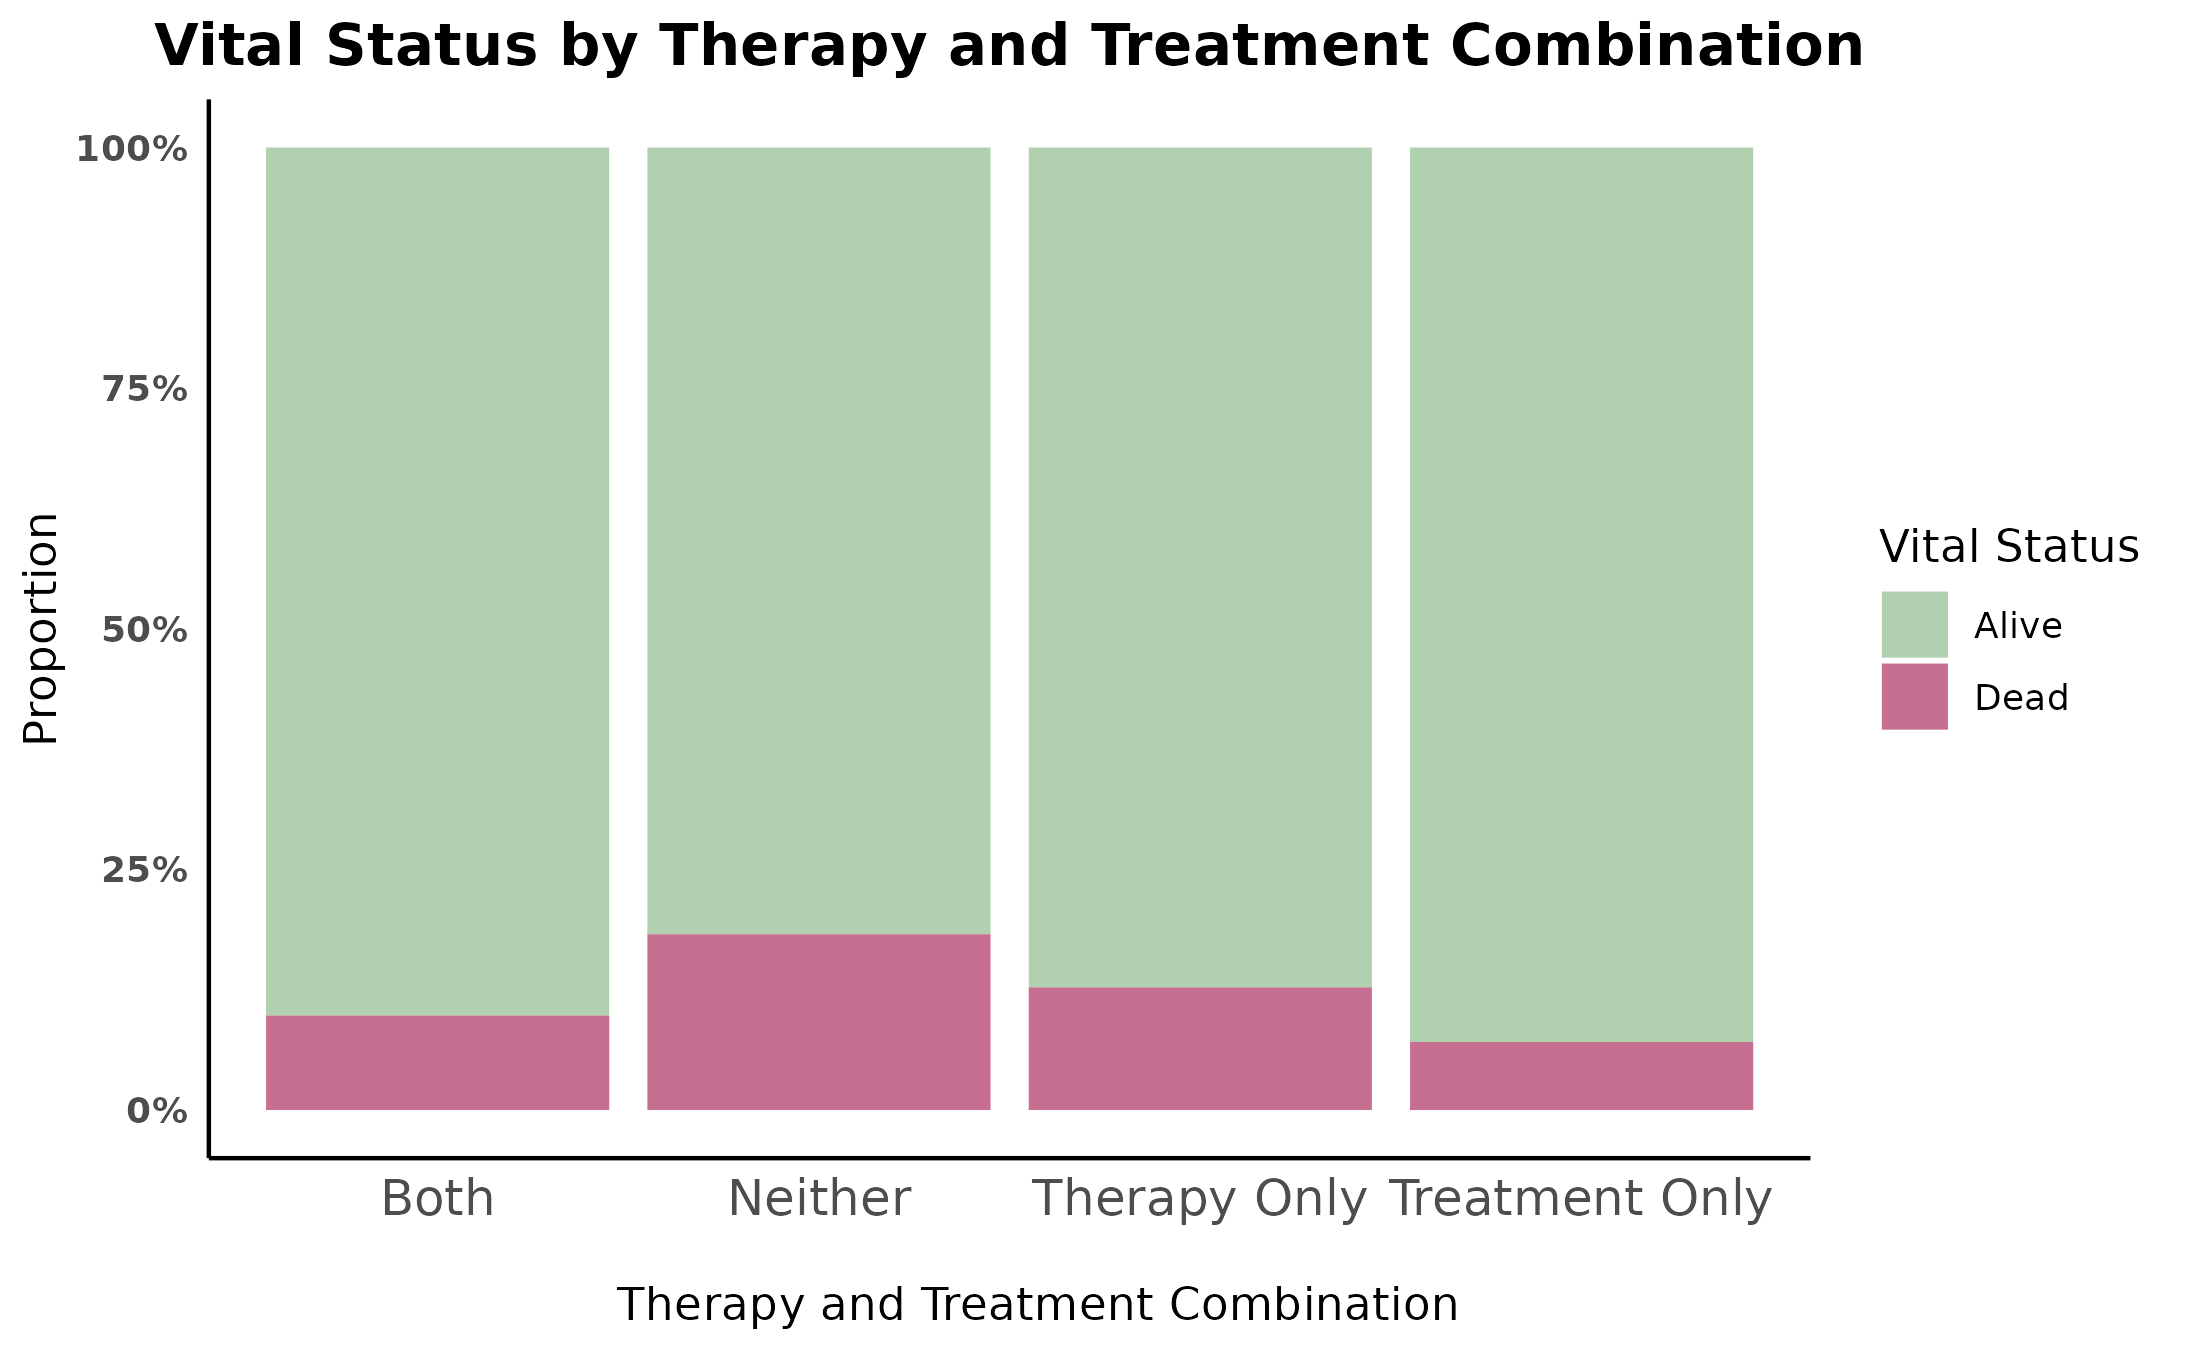 Vital Status by Therapy and Treatment Combination
100%
75%
50%
25%
0%
Proportion
Both
Neither
Therapy Only
Treatment Only
Therapy and Treatment Combination
Vital Status
Alive
Dead